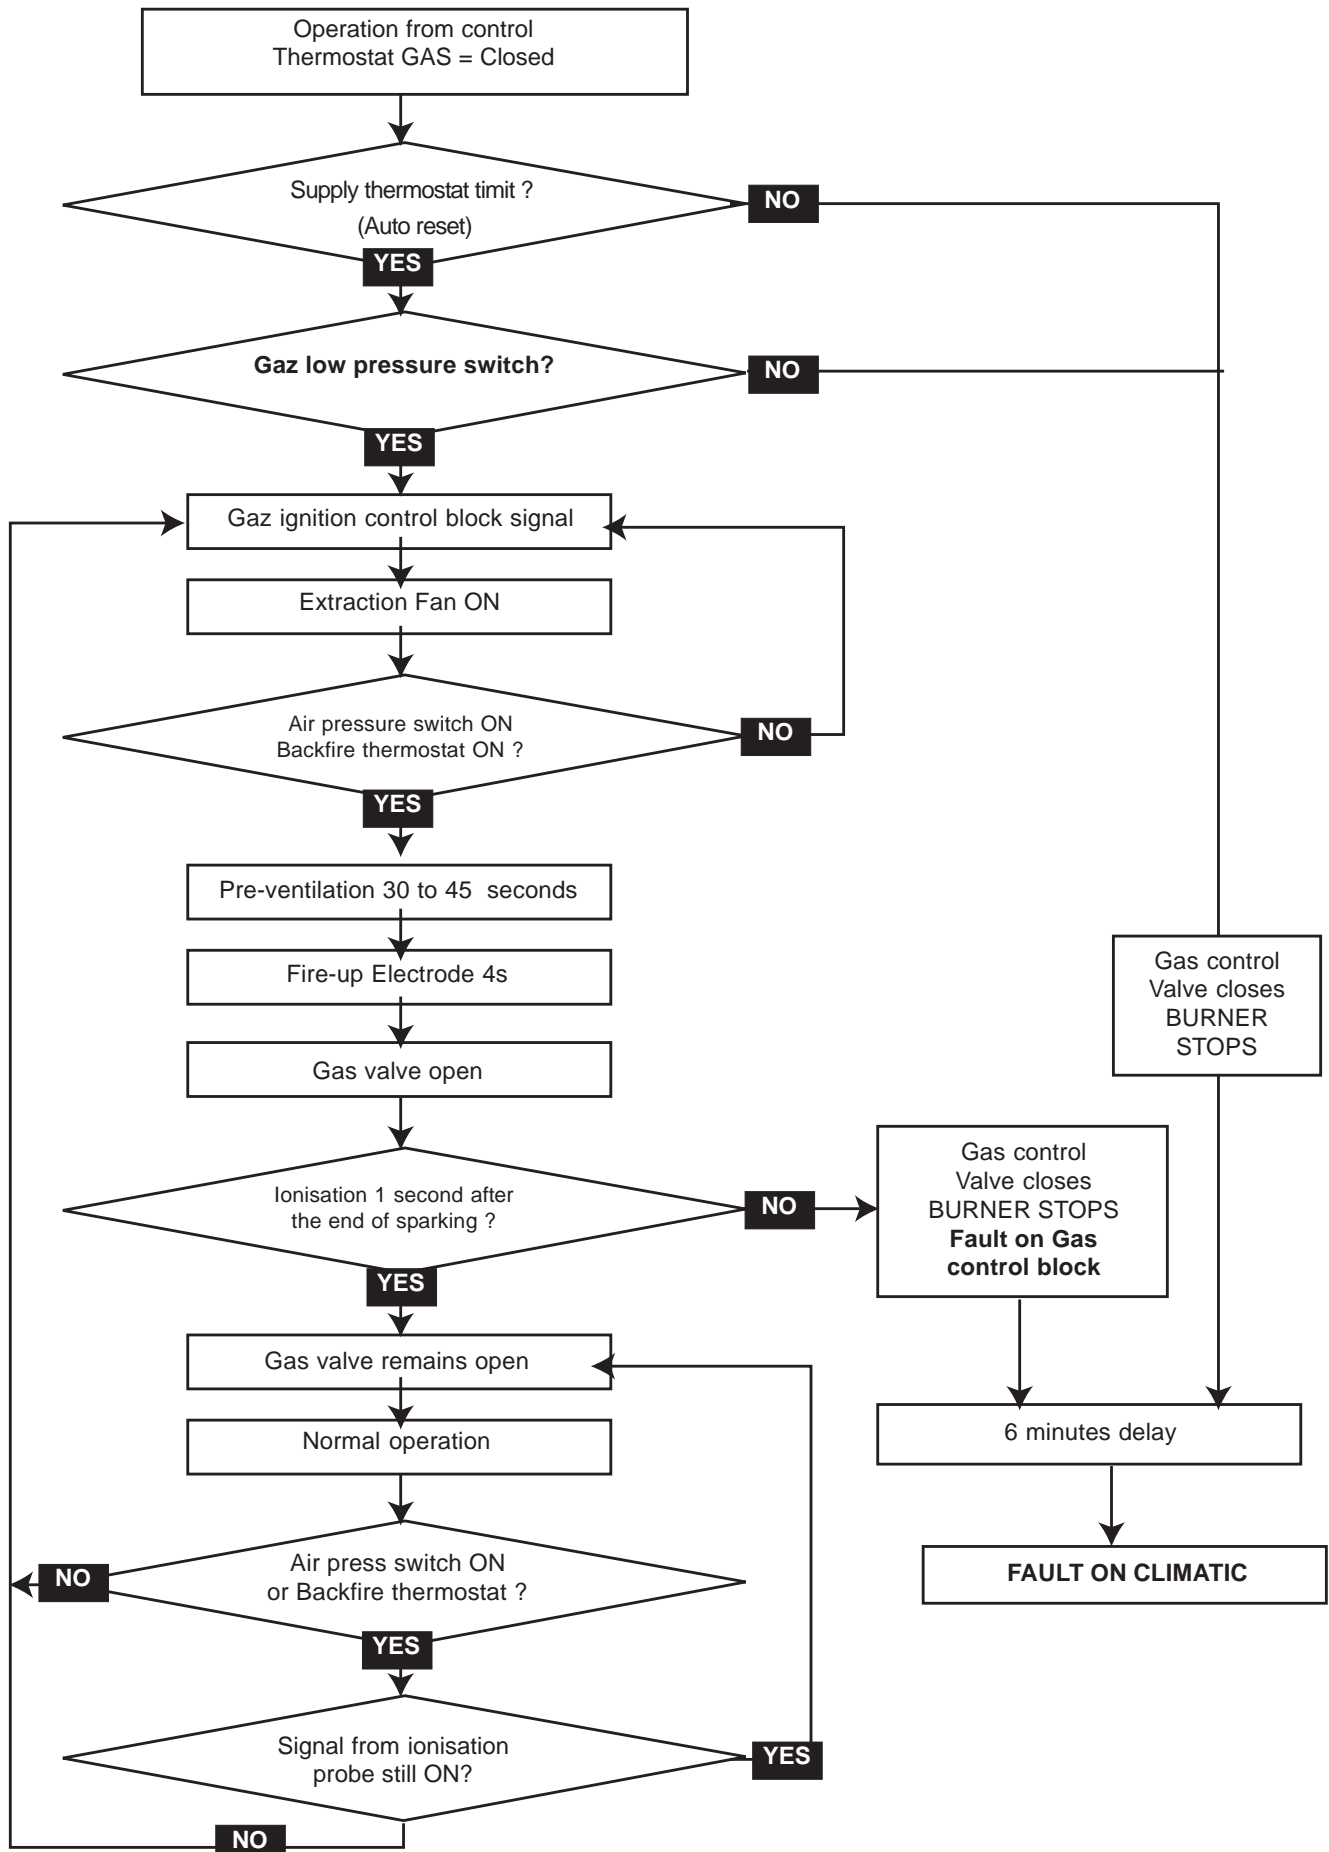 Operation from control
Thermostat GAS = Closed
Supply thermostat timit ?
(Auto reset)
NO
YES
Gaz low pressure switch?
NO
YES
Gaz ignition control block signal
Extraction Fan ON
Air pressure switch ON
Backfire thermostat ON ?
NO
YES
Pre-ventilation 30 to 45 seconds
Fire-up Electrode 4s
Gas valve open
Gas control
Valve closes
BURNER
STOPS
Ionisation 1 second after
the end of sparking ?
NO
Gas control
Valve closes
BURNER STOPS
Fault on Gas
control block
YES
Gas valve remains open
Normal operation
6 minutes delay
Air press switch ON
or Backfire thermostat ?
NO
FAULT ON CLIMATIC
YES
Signal from ionisation
probe still ON?
YES
NO